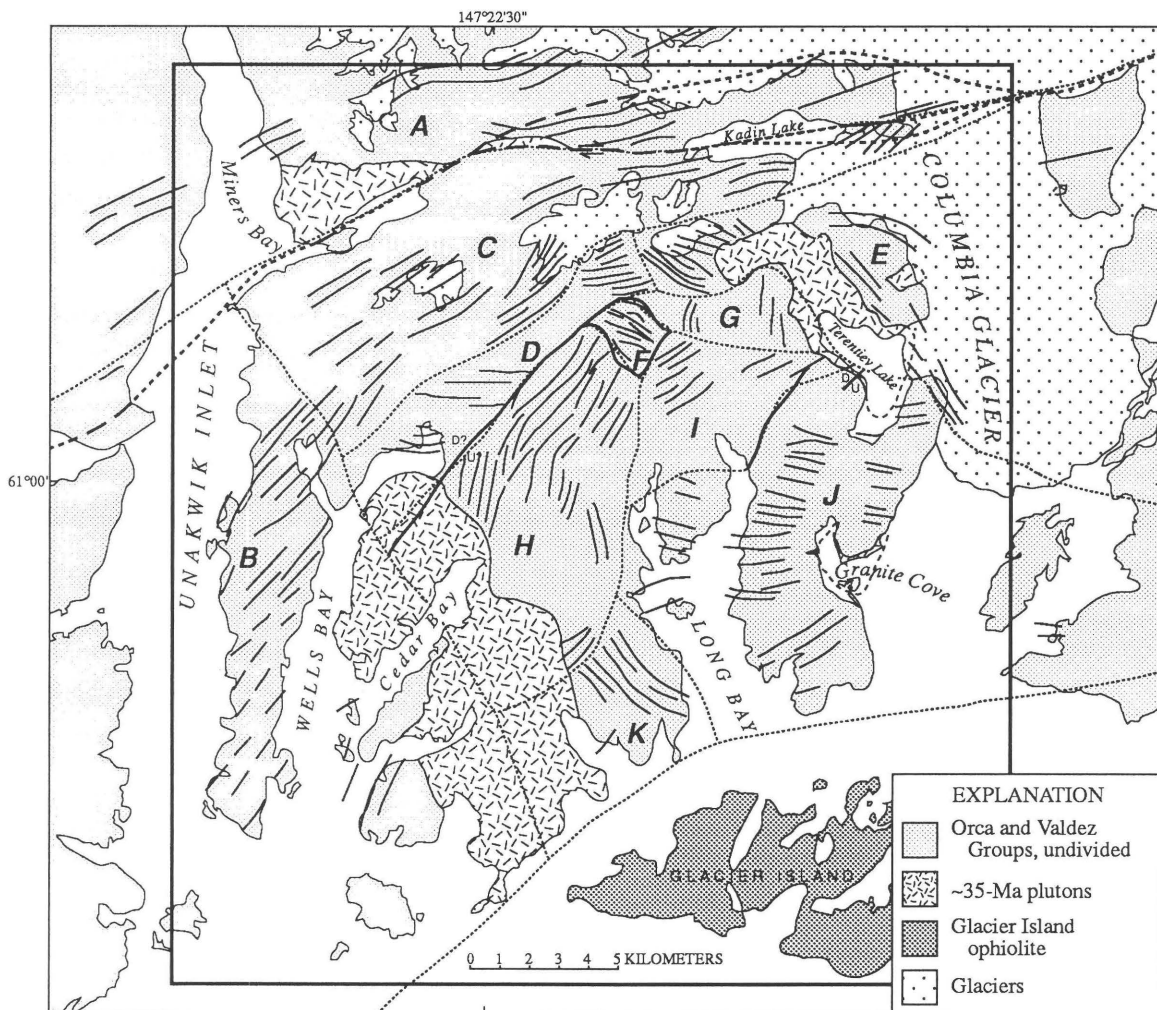 147°22'30"
A
Kadin Lake
Miners Bay
COLUMBIA GLACIER
C
E
G
D
F
Terentiev Lake
I
D?
U?
61°00'
UNAKWIK INLET
J
B
H
Granite Cove
WELLS BAY
Cedar Bay
LONG BAY
K
GLACIER ISLAND
0 1 2 3 4 5 KILOMETERS
EXPLANATION
Orca and Valdez
Groups, undivided
~35-Ma plutons
Glacier Island
ophiolite
Glaciers